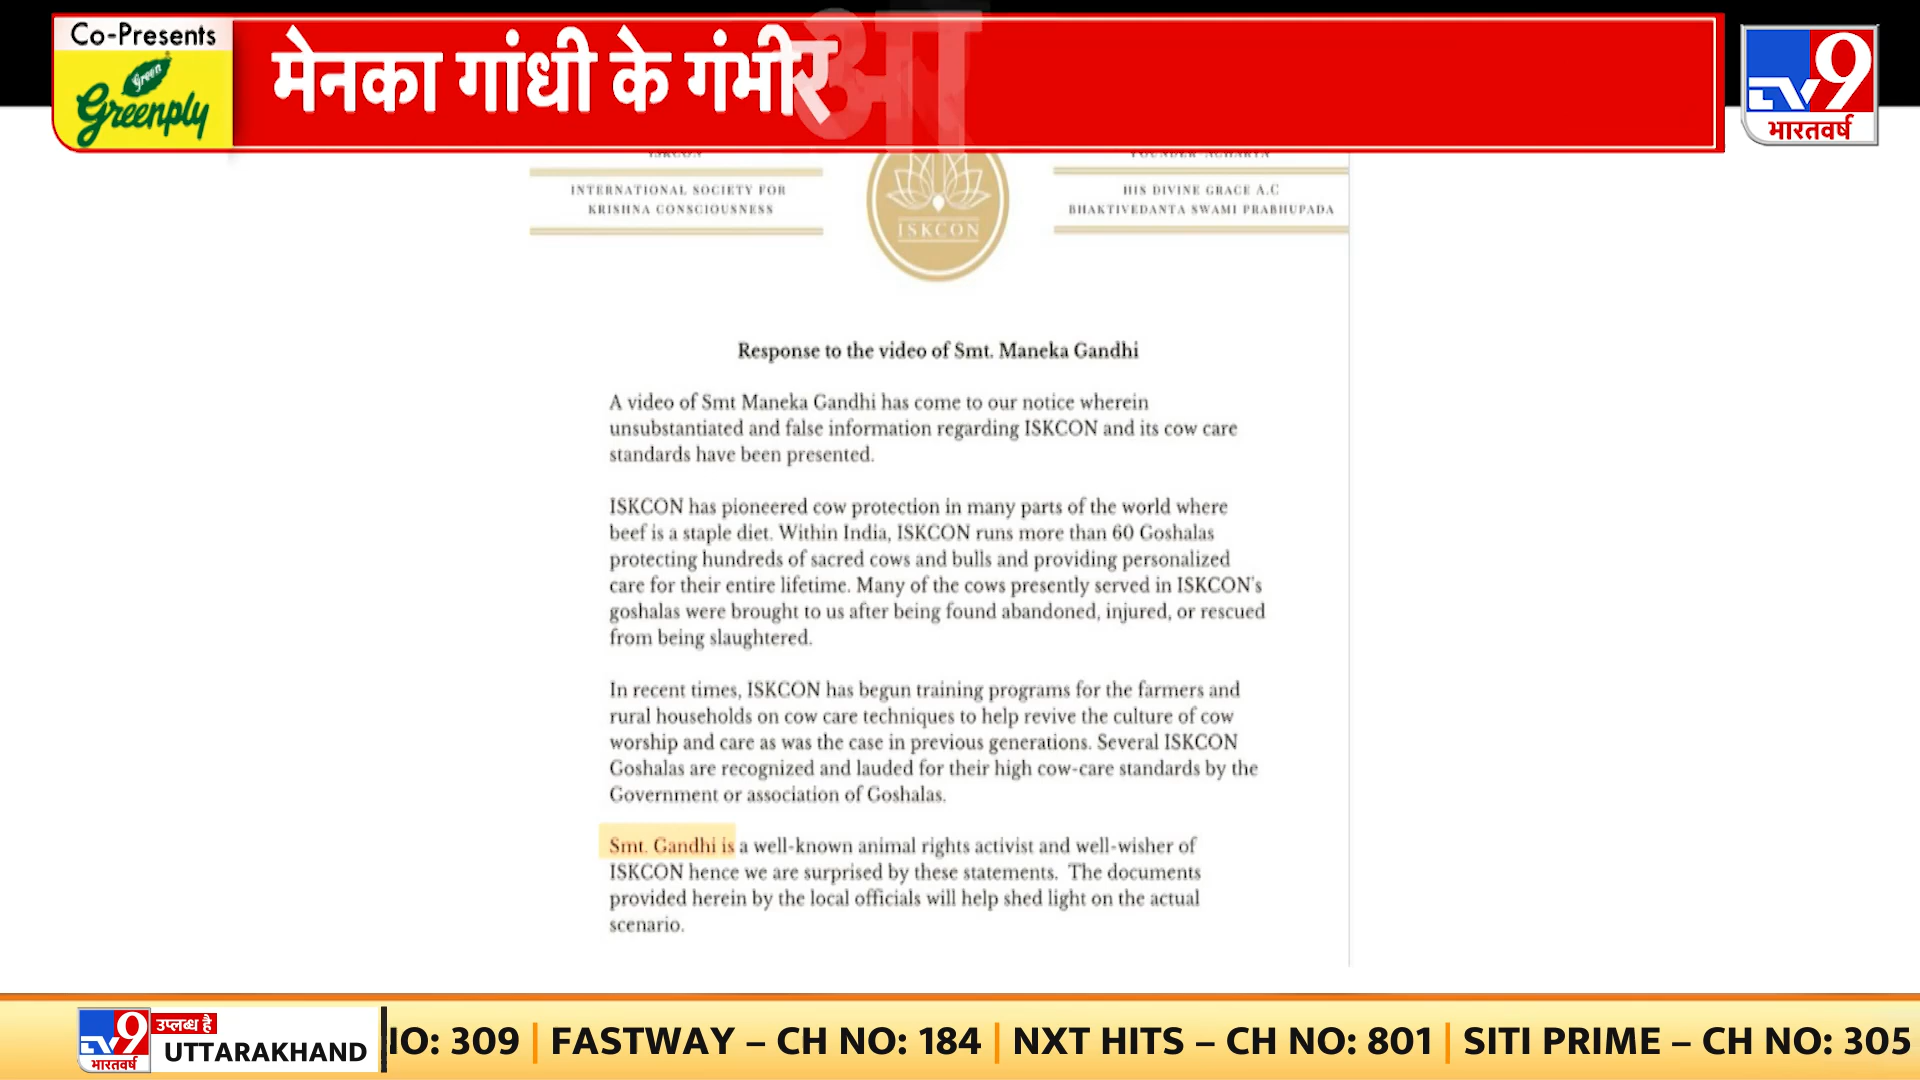 Co-Presents
Green
Greenply
मेनका गांधी के गंभीर
आ
TV9
भारतवर्ष
INTERNATIONAL SOCIETY FOR
KRISHNA CONSCIOUSNESS
ISKCON
HIS DIVINE GRACE A.C
BHAKTIVEDANTA SWAMI PRABHUPADA
Response to the video of Smt. Maneka Gandhi
A video of Smt Maneka Gandhi has come to our notice wherein
unsubstantiated and false information regarding ISKCON and its cow care
standards have been presented.
ISKCON has pioneered cow protection in many parts of the world where
beef is a staple diet. Within India, ISKCON runs more than 60 Goshalas
protecting hundreds of sacred cows and bulls and providing personalized
care for their entire lifetime. Many of the cows presently served in ISKCON's
goshalas were brought to us after being found abandoned, injured, or rescued
from being slaughtered.
In recent times, ISKCON has begun training programs for the farmers and
rural households on cow care techniques to help revive the culture of cow
worship and care as was the case in previous generations. Several ISKCON
Goshalas are recognized and lauded for their high cow-care standards by the
Government or association of Goshalas.
Smt. Gandhi is a well-known animal rights activist and well-wisher of
ISKCON hence we are surprised by these statements. The documents
provided herein by the local officials will help shed light on the actual
scenario.
TV9
भारतवर्ष
उप्लब्ध है
UTTARAKHAND
IO: 309 | FASTWAY – CH NO: 184 | NXT HITS – CH NO: 801 | SITI PRIME – CH NO: 305